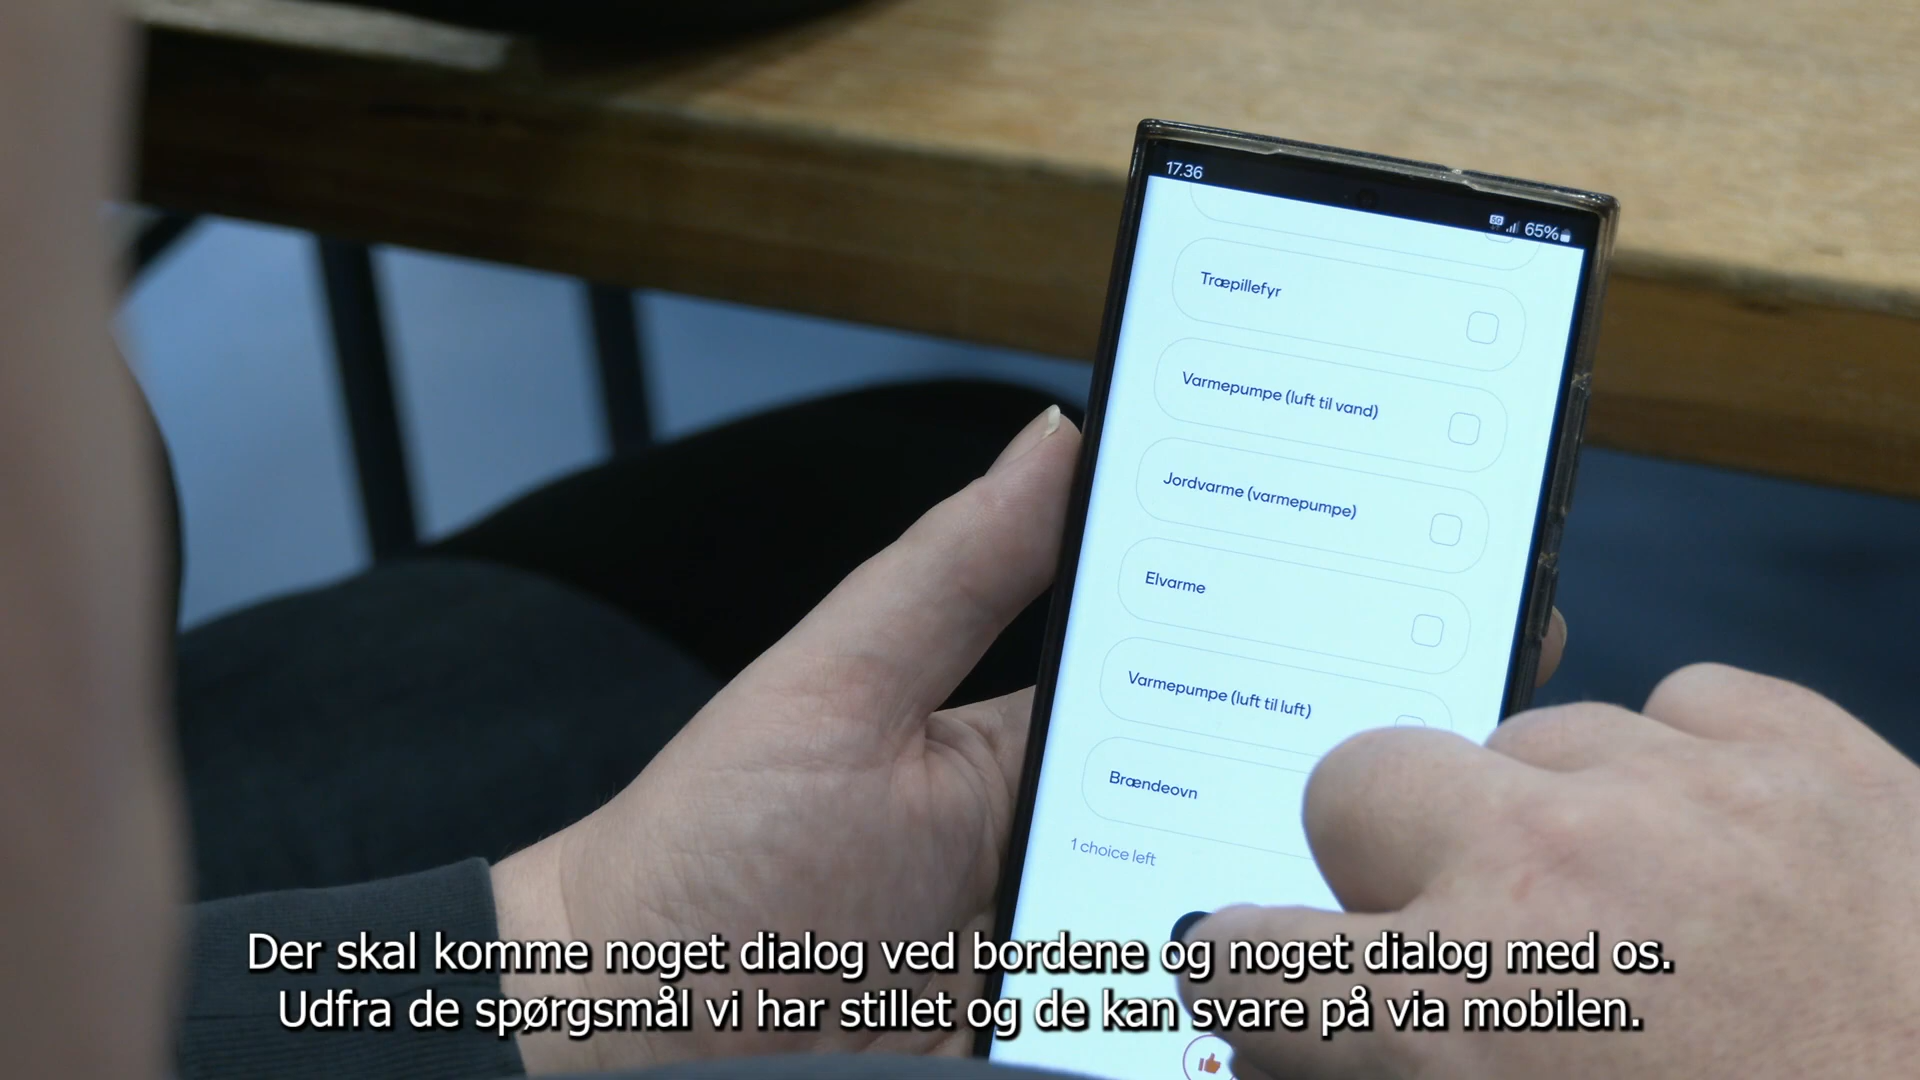 17.36
5G
65%
Træpillefyr
Varmepumpe (luft til vand)
Jordvarme (varmepumpe)
Elvarme
Varmepumpe (luft til luft)
Brændeovn
1 choice left
Der skal komme noget dialog ved bordene og noget dialog med os.
Udfra de spørgsmål vi har stillet og de kan svare på via mobilen.